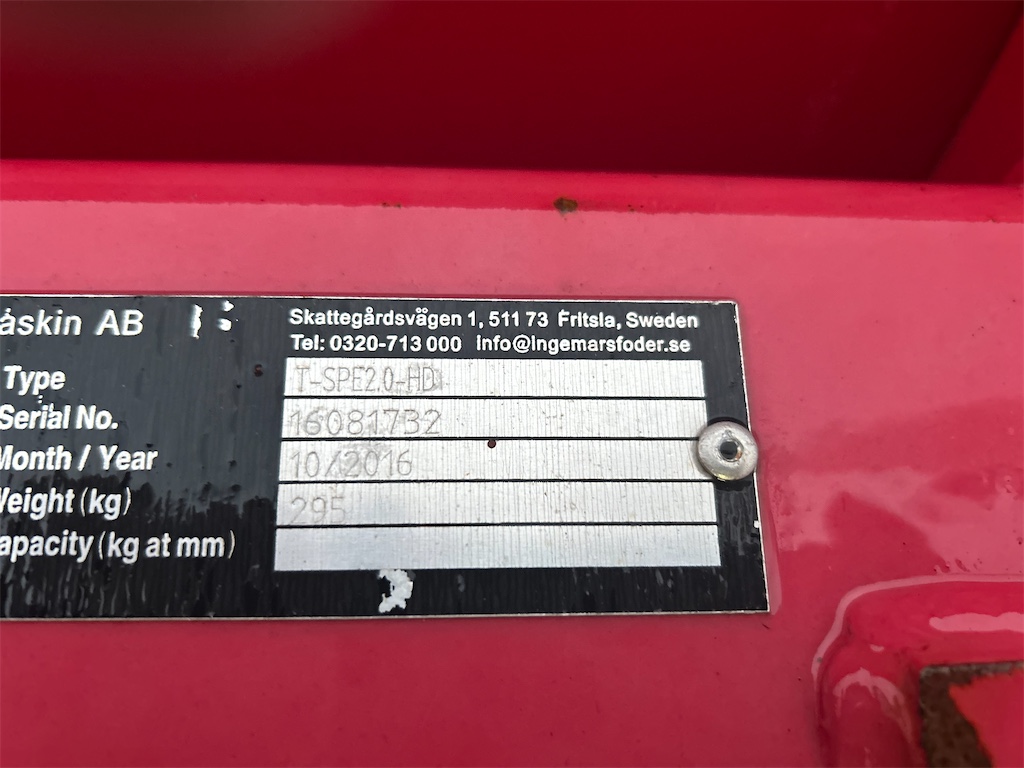 åskin AB
Skattegårdsvägen 1, 511 73 Fritsla, Sweden
Tel: 0320-713 000 info@ingemarsfoder.se
Type T-SPE2.0-HD
Serial No. 16081732
Month / Year 10/2016
Weight (kg) 295
apacity (kg at mm)